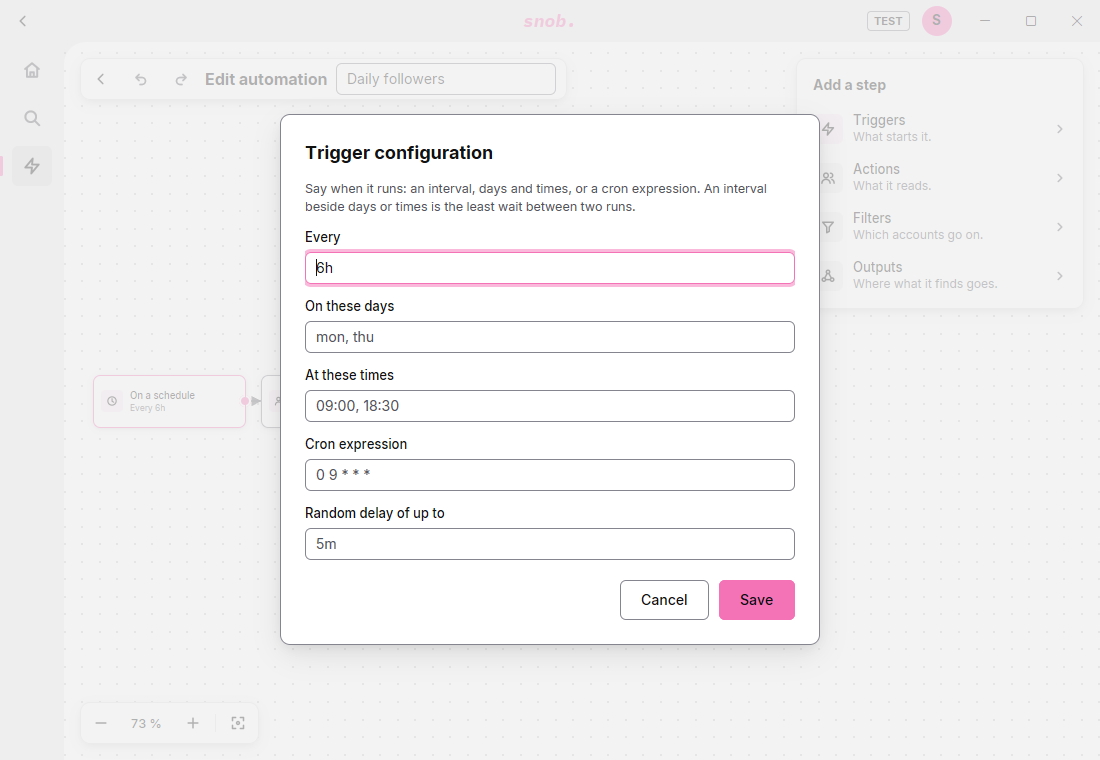 snob.
TEST
S
Edit automation
Daily followers
Add a step
Triggers
What starts it.
Actions
What it reads.
Filters
Which accounts go on.
Outputs
Where what it finds goes.
On a schedule
Every 6h
Trigger configuration
Say when it runs: an interval, days and times, or a cron expression. An interval
beside days or times is the least wait between two runs.
Every
6h
On these days
mon, thu
At these times
09:00, 18:30
Cron expression
0 9 * * *
Random delay of up to
5m
Cancel
Save
73 %